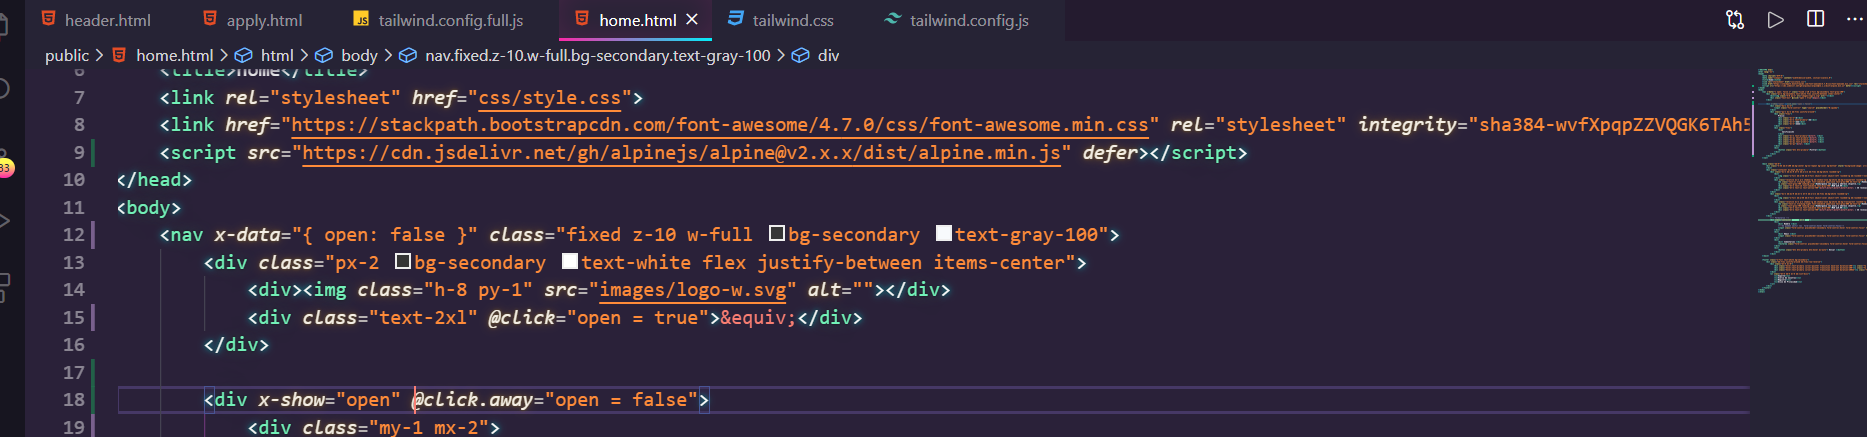 header.html apply.html tailwind.config.full.js home.html tailwind.css tailwind.config.js
public > home.html > html > body > nav.fixed.z-10.w-full.bg-secondary.text-gray-100 > div
6 <title>home</title>
7 <link rel="stylesheet" href="css/style.css">
8 <link href="https://stackpath.bootstrapcdn.com/font-awesome/4.7.0/css/font-awesome.min.css" rel="stylesheet" integrity="sha384-wvfXpqpZZVQGK6TAh5
9 <script src="https://cdn.jsdelivr.net/gh/alpinejs/alpine@v2.x.x/dist/alpine.min.js" defer></script>
10 </head>
11 <body>
12 <nav x-data="{ open: false }" class="fixed z-10 w-full bg-secondary text-gray-100">
13 <div class="px-2 bg-secondary text-white flex justify-between items-center">
14 <div><img class="h-8 py-1" src="images/logo-w.svg" alt=""></div>
15 <div class="text-2xl" @click="open = true">&equiv;</div>
16 </div>
17
18 <div x-show="open" @click.away="open = false">
19 <div class="my-1 mx-2">
33